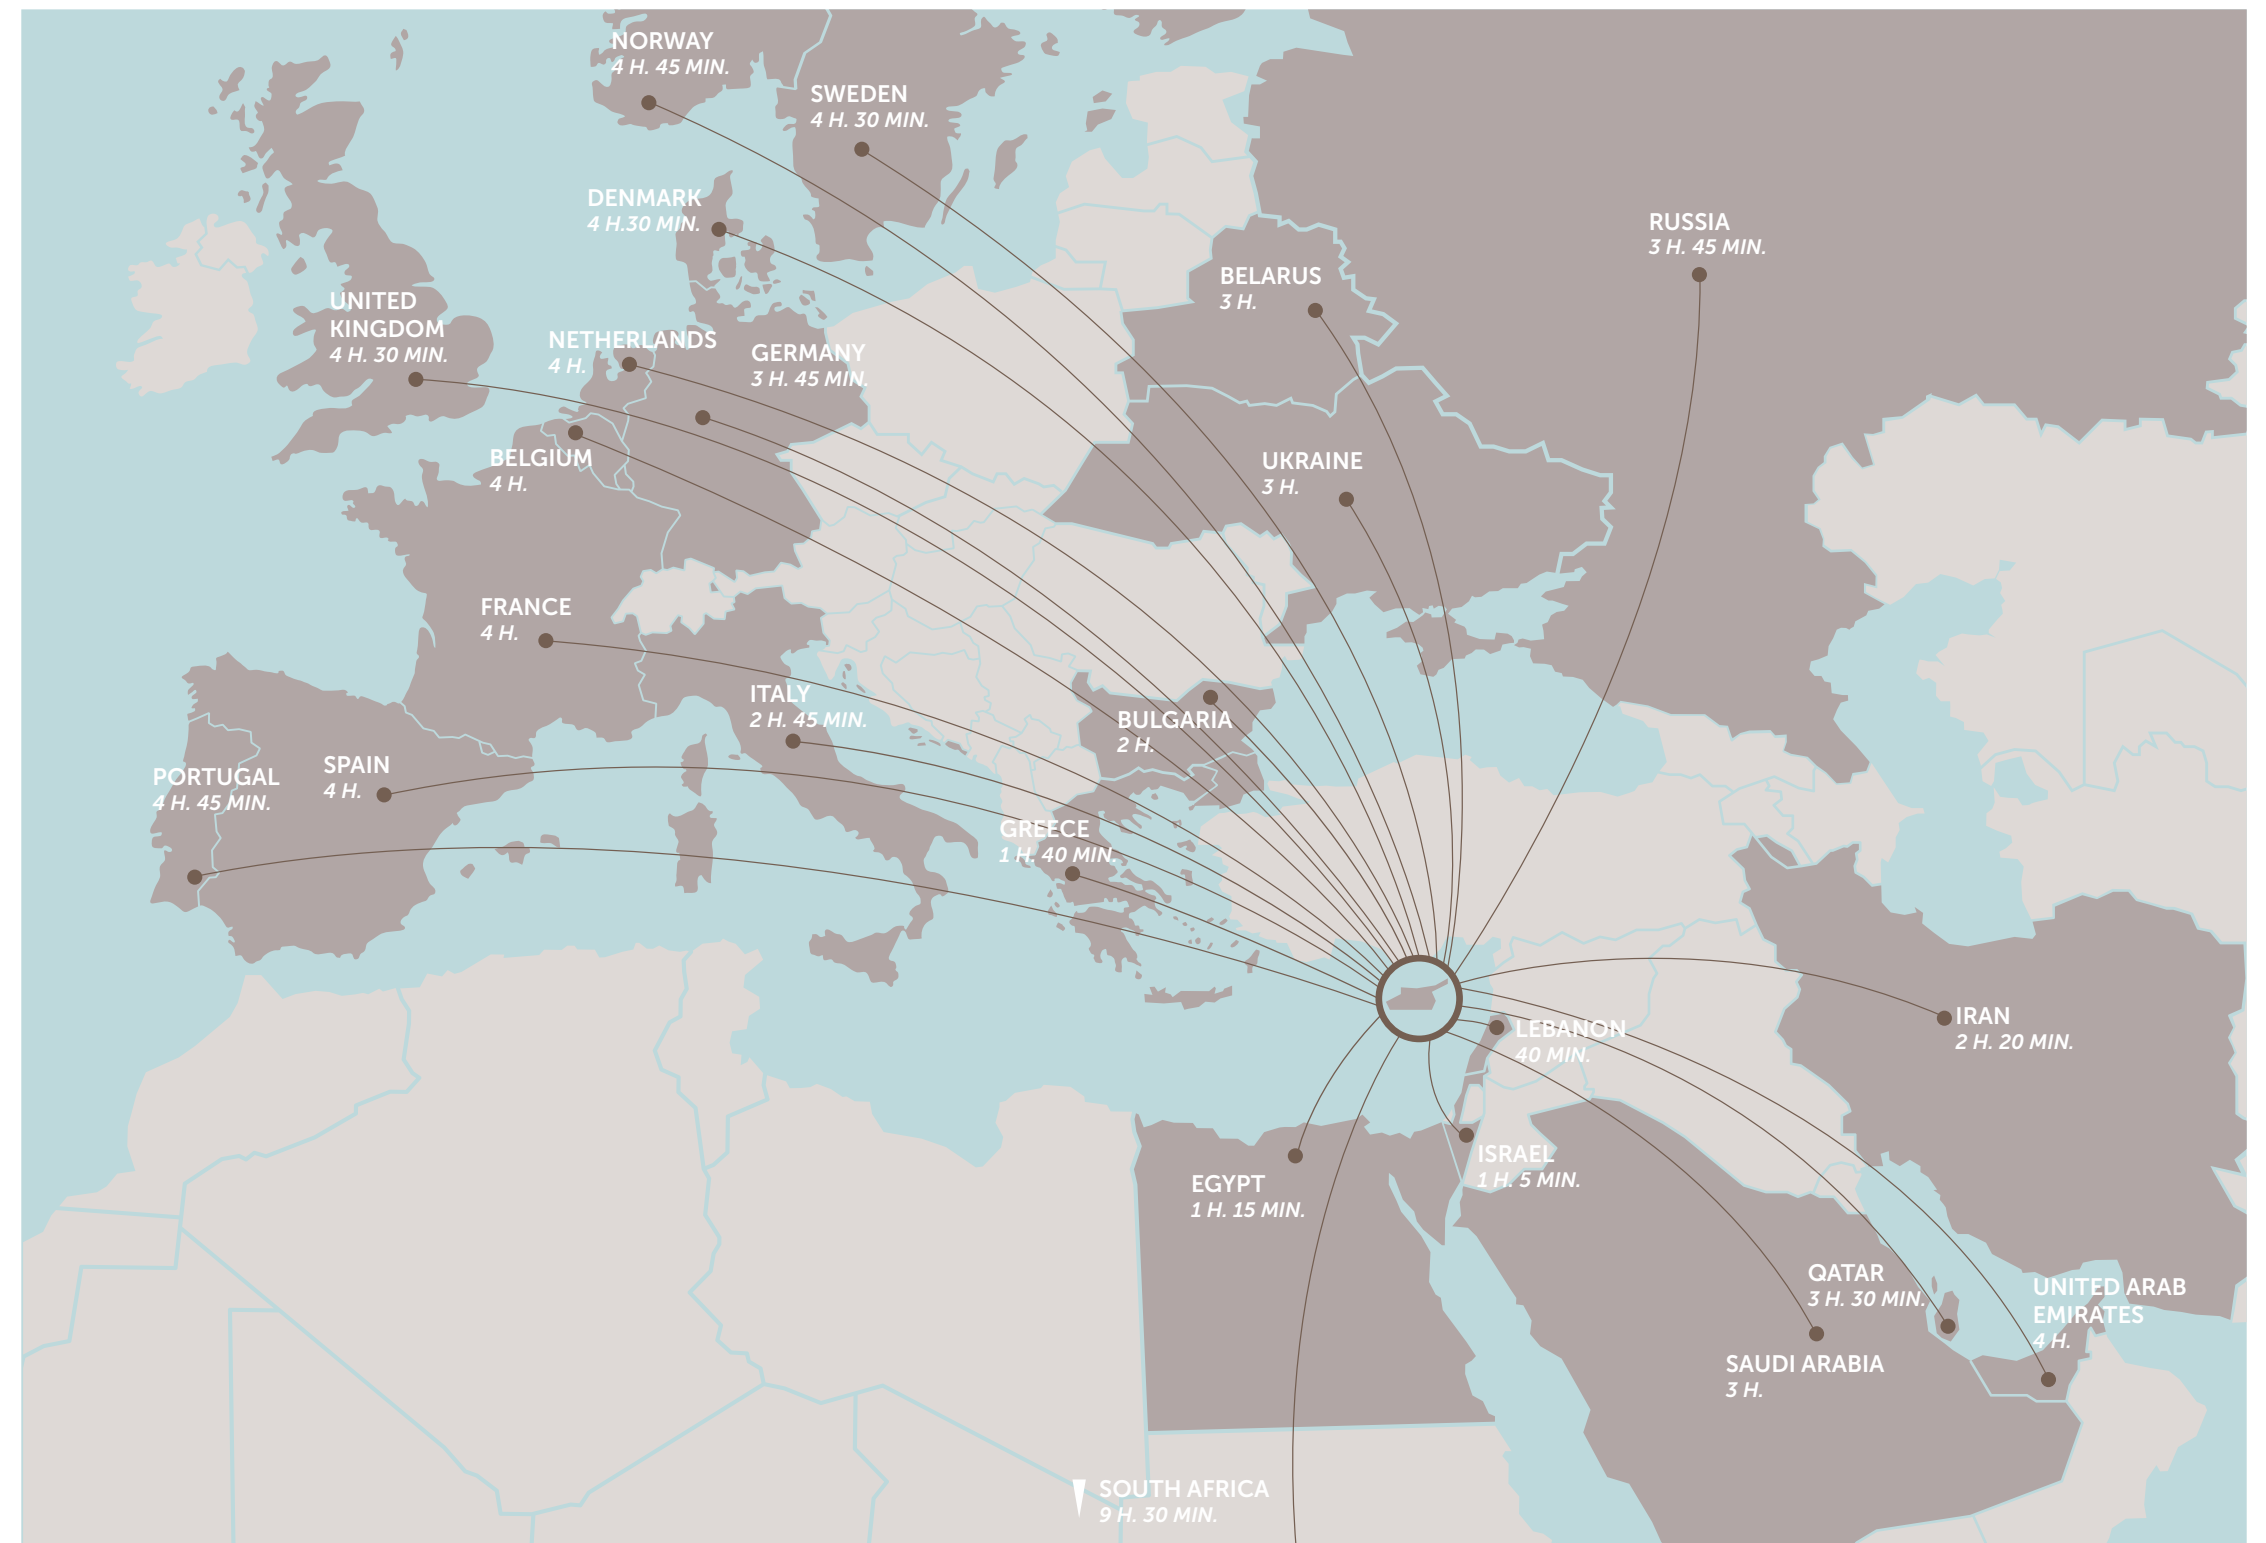 NORWAY
4 H. 45 MIN.
SWEDEN
4 H. 30 MIN.
DENMARK
4 H.30 MIN.
RUSSIA
3 H. 45 MIN.
BELARUS
3 H.
UNITED
KINGDOM
4 H. 30 MIN.
NETHERLANDS
4 H.
GERMANY
3 H. 45 MIN.
BELGIUM
4 H.
UKRAINE
3 H.
FRANCE
4 H.
ITALY
2 H. 45 MIN.
BULGARIA
2 H.
SPAIN
4 H.
PORTUGAL
4 H. 45 MIN.
GREECE
1 H. 40 MIN.
IRAN
2 H. 20 MIN.
LEBANON
40 MIN.
ISRAEL
1 H. 5 MIN.
EGYPT
1 H. 15 MIN.
QATAR
3 H. 30 MIN.
UNITED ARAB
EMIRATES
4 H.
SAUDI ARABIA
3 H.
SOUTH AFRICA
9 H. 30 MIN.